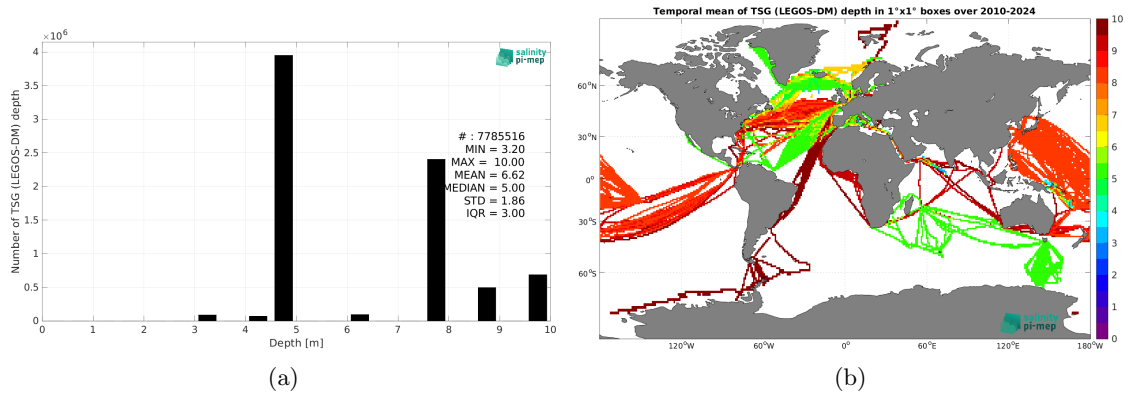 ×10⁶
4
3.5
3
2.5
2
1.5
1
0.5
0
Number of TSG (LEGOS-DM) depth
salinity
pi-mep
# : 7785516
MIN = 3.20
MAX = 10.00
MEAN = 6.62
MEDIAN = 5.00
STD = 1.86
IQR = 3.00
0 1 2 3 4 5 6 7 8 9 10
Depth [m]
(a)
Temporal mean of TSG (LEGOS-DM) depth in 1°x1° boxes over 2010-2024
60°N
30°N
0°
30°S
60°S
120°W 60°W 0° 60°E 120°E 180°W
salinity
pi-mep
10
9
8
7
6
5
4
3
2
1
0
(b)